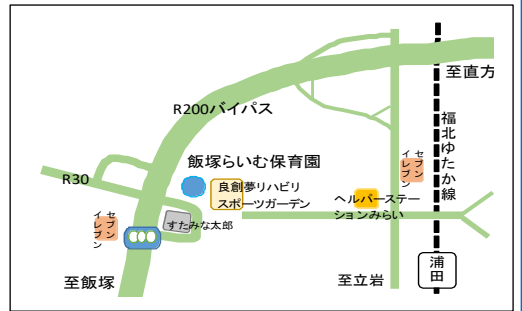 至直方
R200バイパス
福北ゆたか線
飯塚らいむ保育園
セブン
イレブン
R30
良創夢リハビリ
スポーツガーデン
ヘルパーステー
ションみらい
セブン
イレブン
すたみな太郎
浦田
至飯塚
至立岩